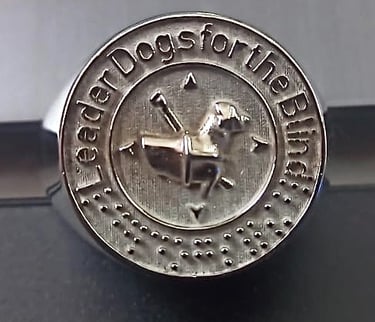 Leader Dogs for the Blind